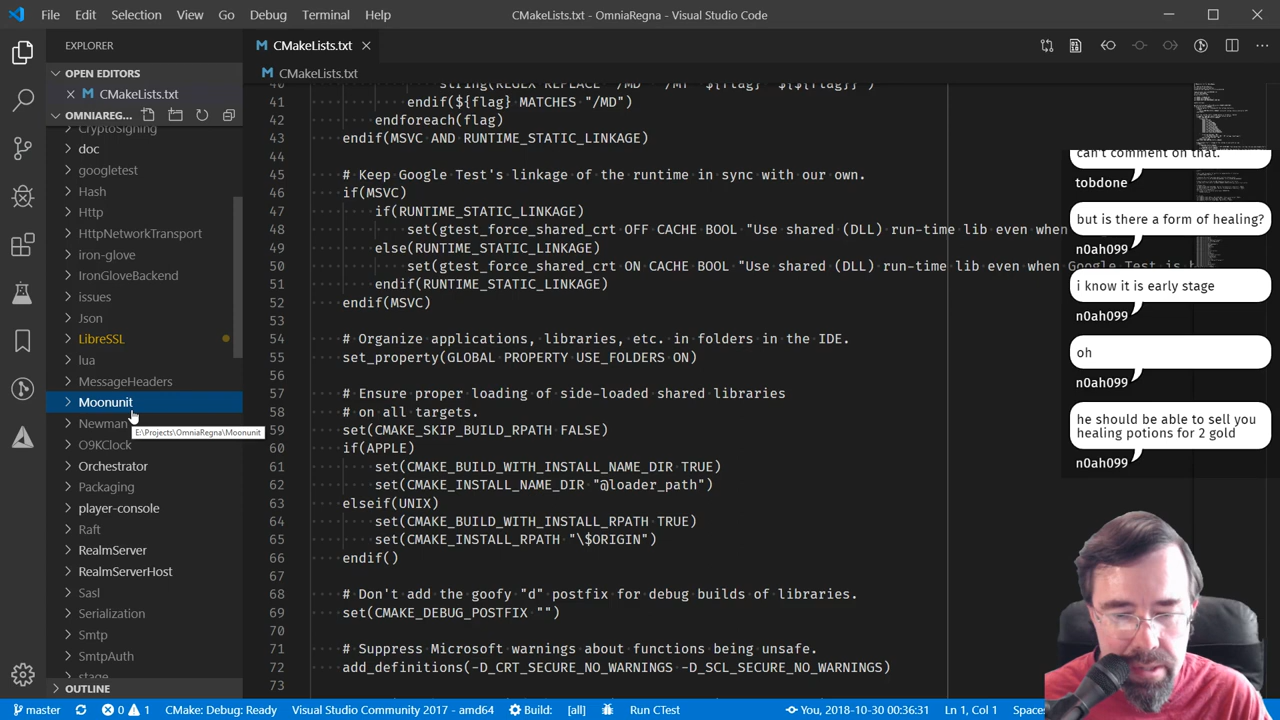 File Edit Selection View Go Debug Terminal Help CMakeLists.txt - OmniaRegna - Visual Studio Code
EXPLORER
CMakeLists.txt
OPEN EDITORS
CMakeLists.txt
CMakeLists.txt
OMNIAREG...
CryptoSigning
doc
googletest
Hash
Http
HttpNetworkTransport
iron-glove
IronGloveBackend
issues
Json
LibreSSL
lua
MessageHeaders
Moonunit
Newman
E:\Projects\OmniaRegna\Moonunit
O9KClock
Orchestrator
Packaging
player-console
Raft
RealmServer
RealmServerHost
Sasl
Serialization
Smtp
SmtpAuth
stage
OUTLINE
40 string(REGEX REPLACE "/MD" "/MT" ${flag} "${${flag}}")
41 endif(${flag} MATCHES "/MD")
42 endforeach(flag)
43 endif(MSVC AND RUNTIME_STATIC_LINKAGE)
44
45 # Keep Google Test's linkage of the runtime in sync with our own.
46 if(MSVC)
47 if(RUNTIME_STATIC_LINKAGE)
48 set(gtest_force_shared_crt OFF CACHE BOOL "Use shared (DLL) run-time lib even when
49 else(RUNTIME_STATIC_LINKAGE)
50 set(gtest_force_shared_crt ON CACHE BOOL "Use shared (DLL) run-time lib even when Google Test is
51 endif(RUNTIME_STATIC_LINKAGE)
52 endif(MSVC)
53
54 # Organize applications, libraries, etc. in folders in the IDE.
55 set_property(GLOBAL PROPERTY USE_FOLDERS ON)
56
57 # Ensure proper loading of side-loaded shared libraries
58 # on all targets.
59 set(CMAKE_SKIP_BUILD_RPATH FALSE)
60 if(APPLE)
61 set(CMAKE_BUILD_WITH_INSTALL_NAME_DIR TRUE)
62 set(CMAKE_INSTALL_NAME_DIR "@loader_path")
63 elseif(UNIX)
64 set(CMAKE_BUILD_WITH_INSTALL_RPATH TRUE)
65 set(CMAKE_INSTALL_RPATH "\$ORIGIN")
66 endif()
67
68 # Don't add the goofy "d" postfix for debug builds of libraries.
69 set(CMAKE_DEBUG_POSTFIX "")
70
71 # Suppress Microsoft warnings about functions being unsafe.
72 add_definitions(-D_CRT_SECURE_NO_WARNINGS -D_SCL_SECURE_NO_WARNINGS)
73
can't comment on that.
tobdone
but is there a form of healing?
n0ah099
i know it is early stage
n0ah099
oh
n0ah099
he should be able to sell you
healing potions for 2 gold
n0ah099
master 0 1 CMake: Debug: Ready Visual Studio Community 2017 - amd64 Build: [all] Run CTest You, 2018-10-30 00:36:31 Ln 1, Col 1 Spaces